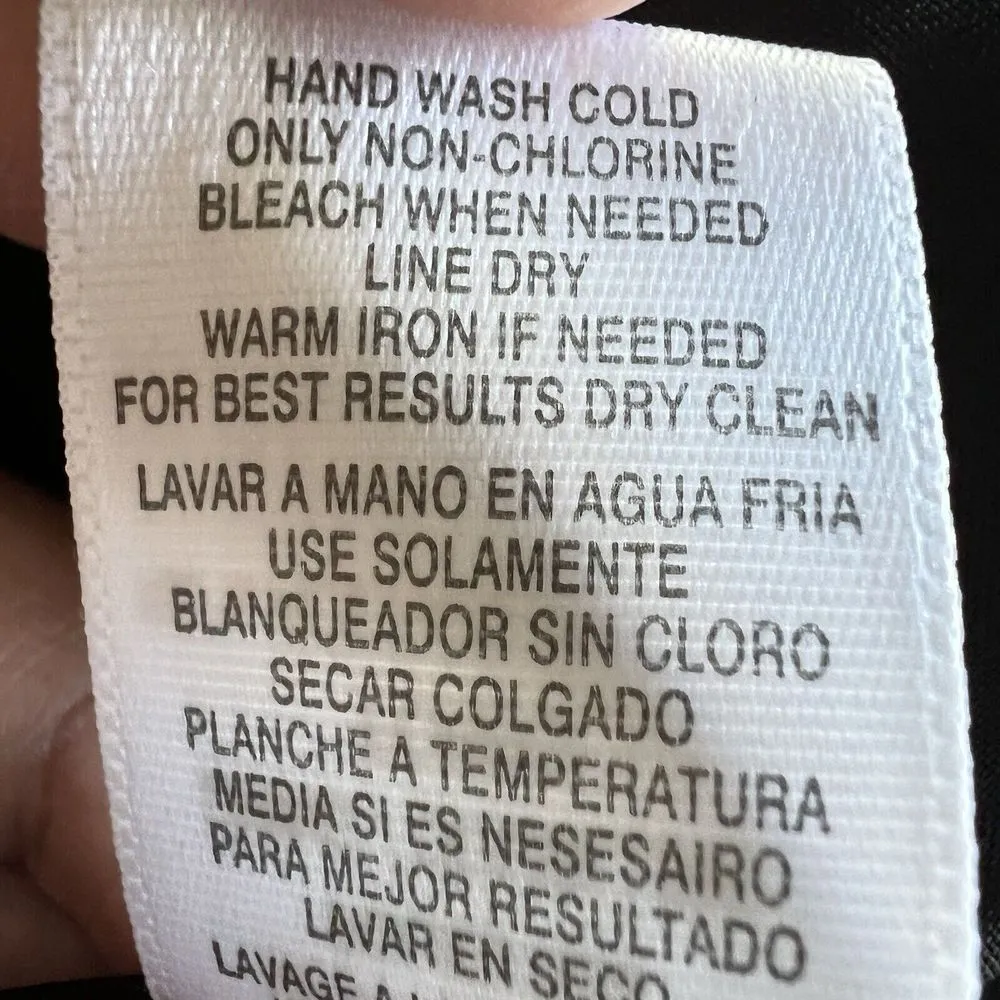 HAND WASH COLD
ONLY NON-CHLORINE
BLEACH WHEN NEEDED
LINE DRY
WARM IRON IF NEEDED
FOR BEST RESULTS DRY CLEAN
LAVAR A MANO EN AGUA FRIA
USE SOLAMENTE
BLANQUEADOR SIN CLORO
SECAR COLGADO
PLANCHE A TEMPERATURA
MEDIA SI ES NESESAIRO
PARA MEJOR RESULTADO
LAVAR EN SECO
LAVAGE A